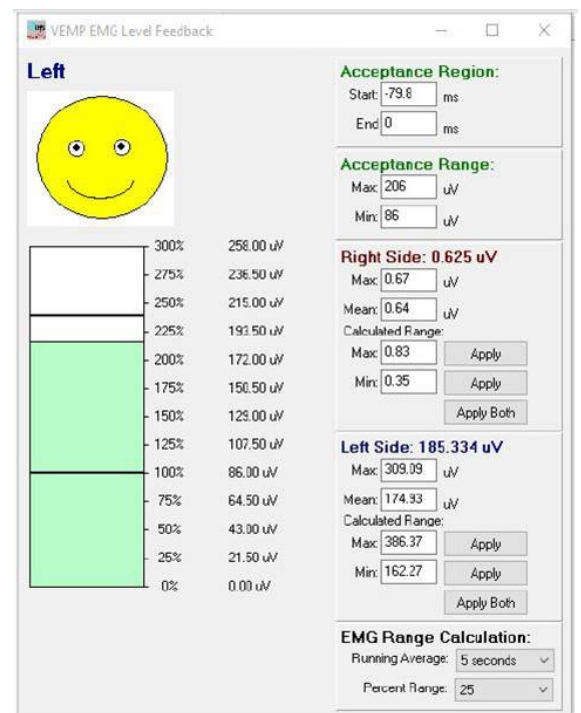 VEMP EMG Level Feedback
Left
300% 258.00 uV
275% 236.50 uV
250% 215.00 uV
225% 193.50 uV
200% 172.00 uV
175% 150.50 uV
150% 129.00 uV
125% 107.50 uV
100% 86.00 uV
75% 64.50 uV
50% 43.00 uV
25% 21.50 uV
0% 0.00 uV
Acceptance Region:
Start: -79.8 ms
End 0 ms
Acceptance Range:
Max: 206 uV
Min: 86 uV
Right Side: 0.625 uV
Max: 0.67 uV
Mean: 0.64 uV
Calculated Range:
Max: 0.83 Apply
Min: 0.35 Apply
Apply Both
Left Side: 185.334 uV
Max: 309.09 uV
Mean: 174.93 uV
Calculated Range:
Max: 386.37 Apply
Min: 162.27 Apply
Apply Both
EMG Range Calculation:
Running Average: 5 seconds
Percent Range: 25